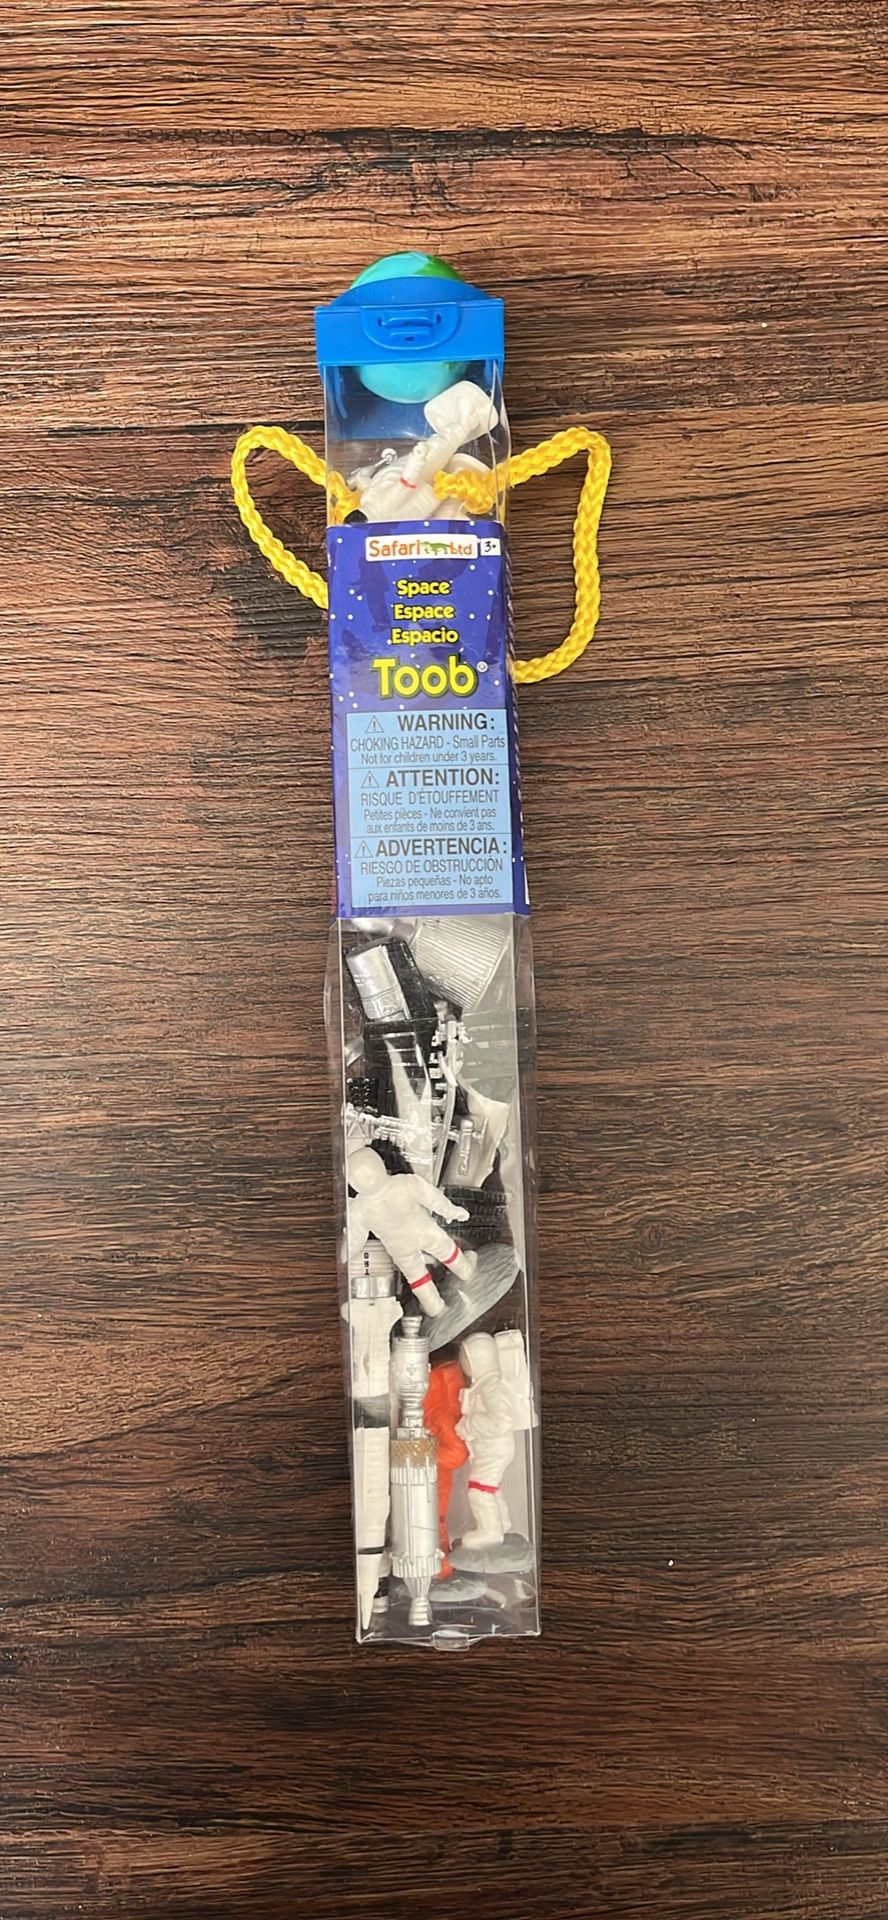 Safari Ltd 3+
Space
Espace
Espacio
Toob®
⚠ WARNING:
CHOKING HAZARD - Small Parts
Not for children under 3 years.
⚠ ATTENTION:
RISQUE D'ÉTOUFFEMENT
Petites pièces - Ne convient pas
aux enfants de moins de 3 ans.
⚠ ADVERTENCIA:
RIESGO DE OBSTRUCCIÓN
Piezas pequeñas - No apto
para niños menores de 3 años.